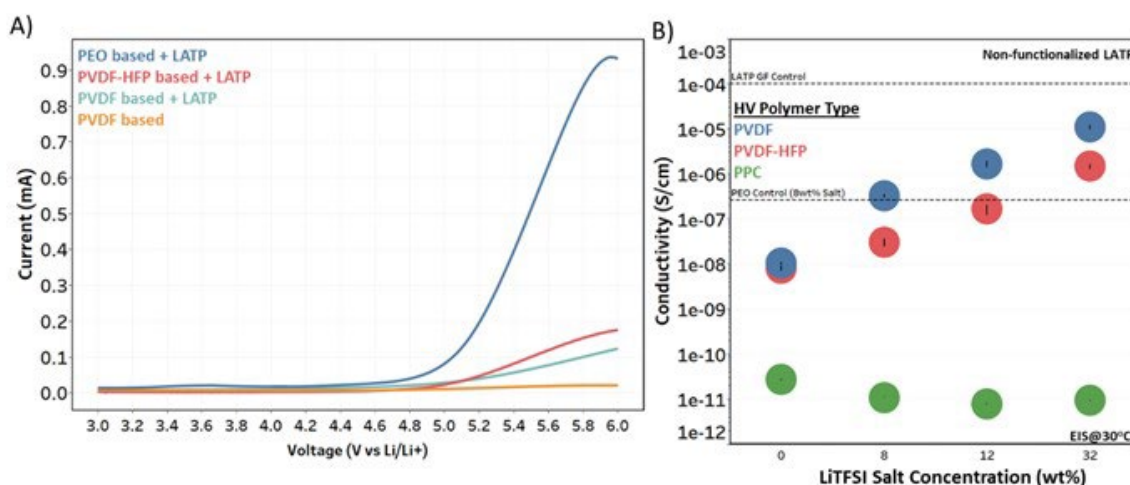 A)
PEO based + LATP
PVDF-HFP based + LATP
PVDF based + LATP
PVDF based
Current (mA)
0.9
0.8
0.7
0.6
0.5
0.4
0.3
0.2
0.1
0.0
3.0 3.2 3.4 3.6 3.8 4.0 4.2 4.4 4.6 4.8 5.0 5.2 5.4 5.6 5.8 6.0
Voltage (V vs Li/Li+)
B)
Non-functionalized LATP
LATP GF Control
HV Polymer Type
PVDF
PVDF-HFP
PPC
PEO Control (8wt% Salt)
Conductivity (S/cm)
1e-03
1e-04
1e-05
1e-06
1e-07
1e-08
1e-09
1e-10
1e-11
1e-12
EIS@30°C
0 8 12 32
LiTFSI Salt Concentration (wt%)